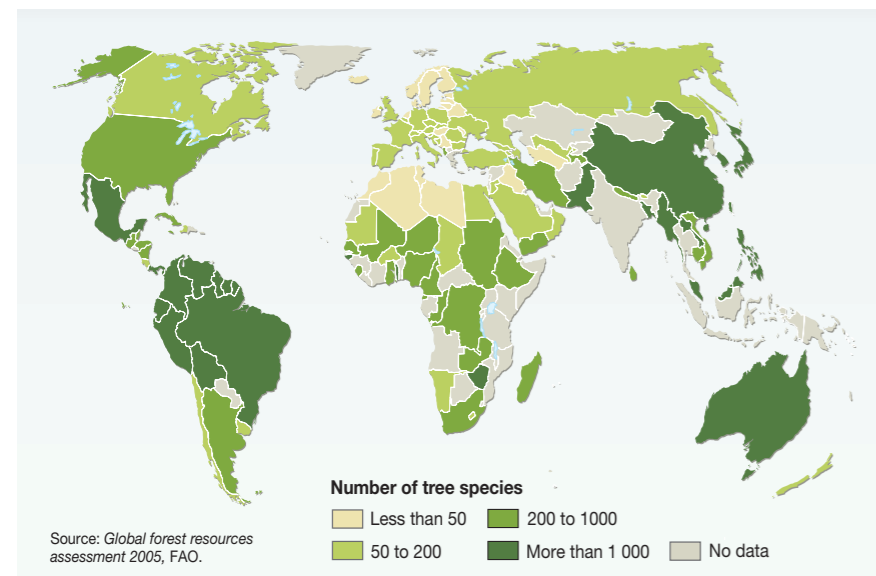 Number of tree species
Less than 50
200 to 1000
50 to 200
More than 1 000
No data
Source: Global forest resources
assessment 2005, FAO.